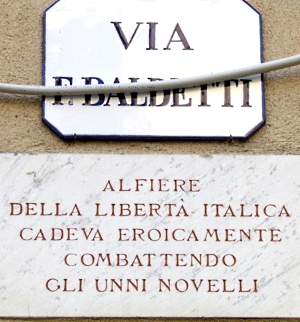 VIA
F. BALDETTI
ALFIERE
DELLA LIBERTÀ ITALICA
CADEVA EROICAMENTE
COMBATTENDO
GLI UNNI NOVELLI